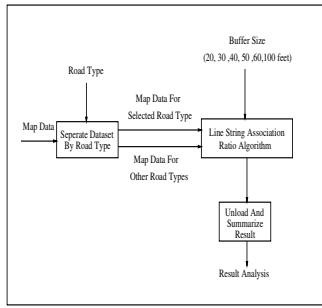 Buffer Size
(20, 30 ,40, 50 ,60,100 feet)
Road Type
Map Data For
Selected Road Type
Map Data
Seperate Dataset
By Road Type
Line String Association
Ratio Algorithm
Map Data For
Other Road Types
Unload And
Summarize
Result
Result Analysis